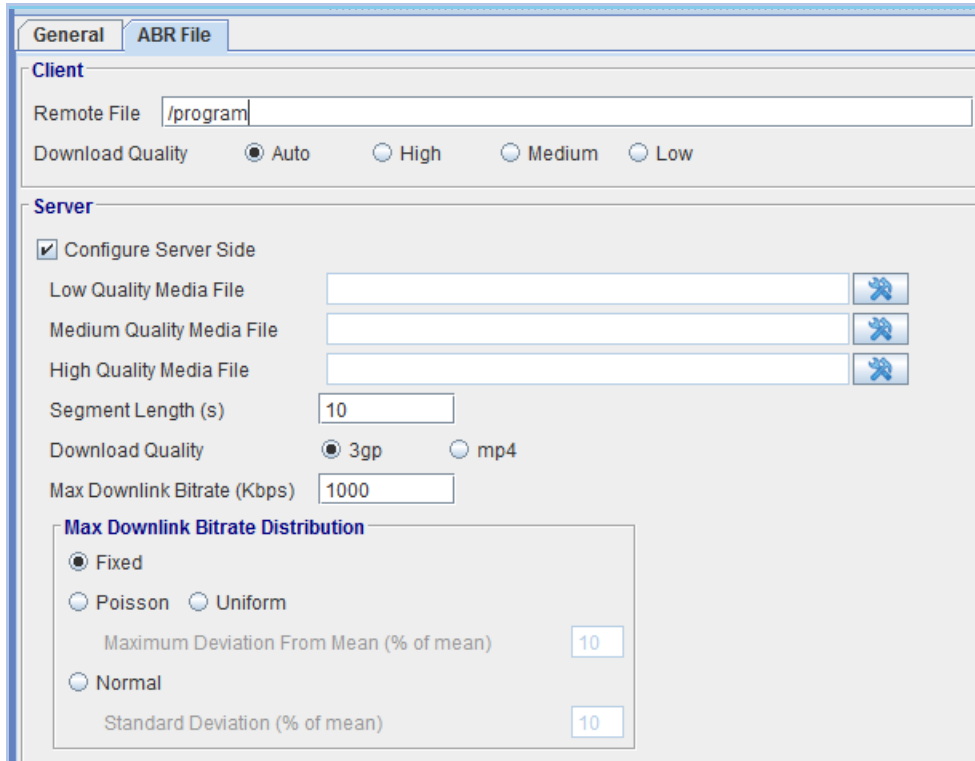 General ABR File
Client
Remote File /program
Download Quality Auto High Medium Low
Server
Configure Server Side
Low Quality Media File
Medium Quality Media File
High Quality Media File
Segment Length (s) 10
Download Quality 3gp mp4
Max Downlink Bitrate (Kbps) 1000
Max Downlink Bitrate Distribution
Fixed
Poisson Uniform
Maximum Deviation From Mean (% of mean) 10
Normal
Standard Deviation (% of mean) 10